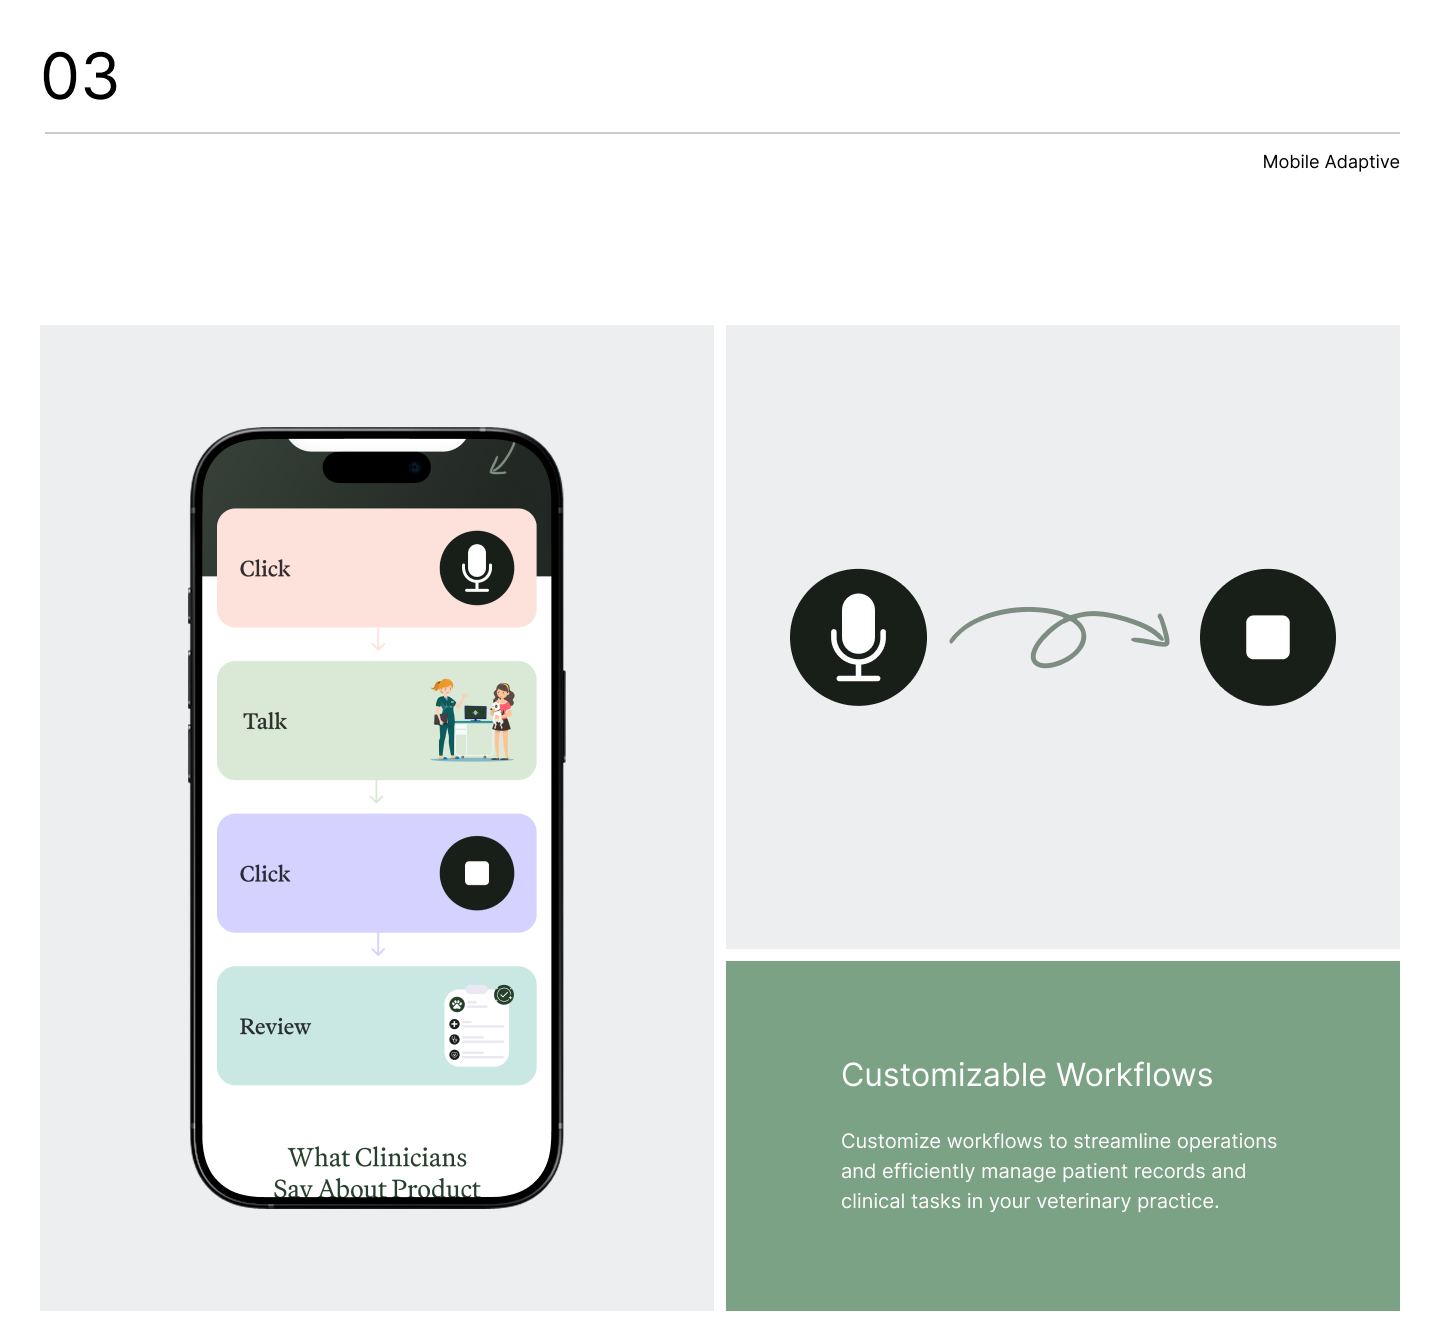 03
Mobile Adaptive
Click
Talk
Click
Review
What Clinicians
Say About Product
Customizable Workflows
Customize workflows to streamline operations
and efficiently manage patient records and
clinical tasks in your veterinary practice.